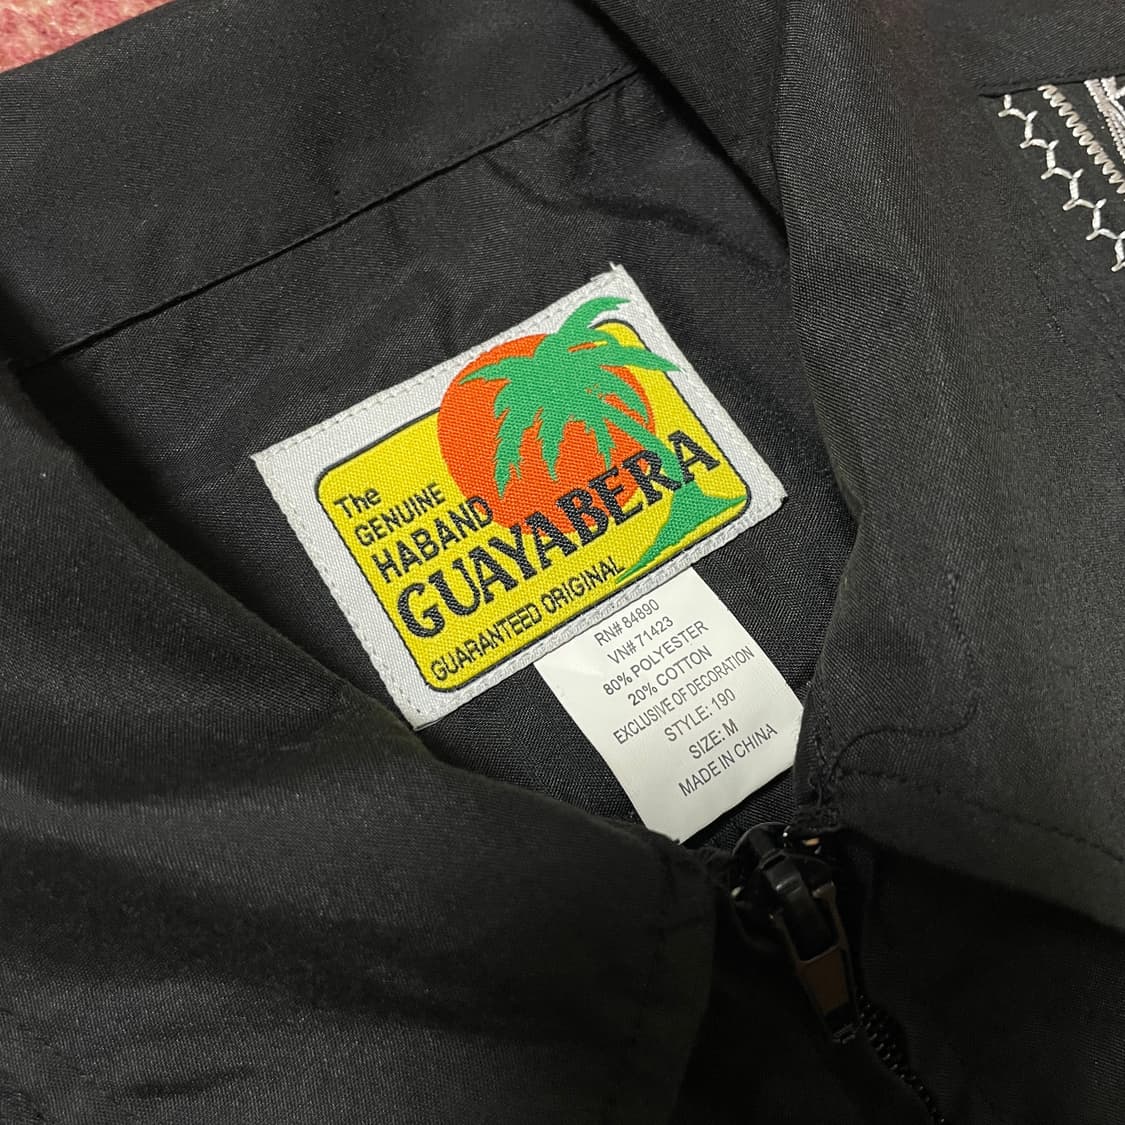 The
GENUINE
HABAND
GUAYABERA
GUARANTEED ORIGINAL
RN# 84890
VN# 71423
80% POLYESTER
20% COTTON
EXCLUSIVE OF DECORATION
STYLE: 190
SIZE: M
MADE IN CHINA